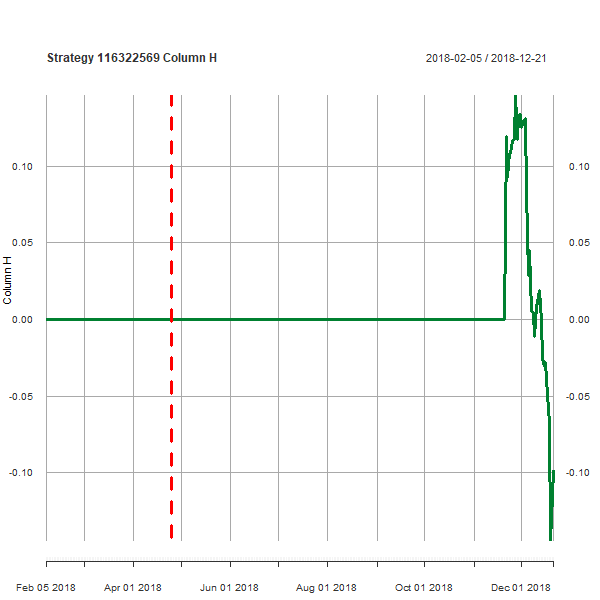 Strategy 116322569 Column H
2018-02-05 / 2018-12-21
0.10 0.10
0.05 0.05
Column H
0.00 0.00
-0.05 -0.05
-0.10 -0.10
Feb 05 2018 Apr 01 2018 Jun 01 2018 Aug 01 2018 Oct 01 2018 Dec 01 2018